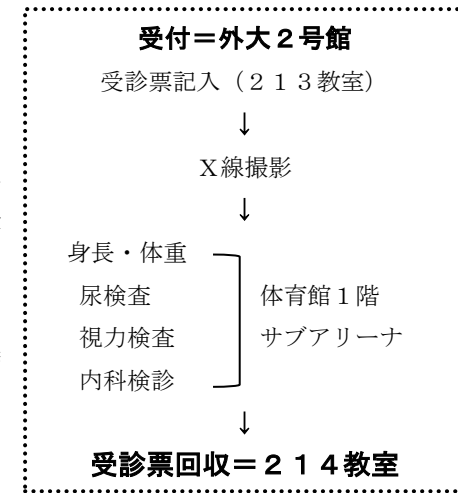 受付＝外大２号館
受診票記入（２１３教室）
↓
Ｘ線撮影
↓
身長・体重
尿検査
視力検査
内科検診
体育館１階
サブアリーナ
↓
受診票回収＝２１４教室